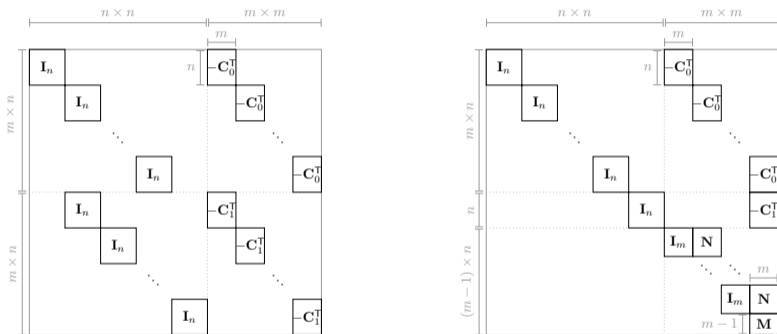 n × n m × m n × n m × m
m m
I_n −C_0^T I_n −C_0^T
n n
I_n −C_0^T I_n −C_0^T
m × n m × n
⋱ ⋱ ⋱ ⋱
I_n −C_0^T I_n −C_0^T
I_n −C_1^T I_n −C_1^T
n
I_n −C_1^T I_m N
m × n (m − 1) × n
⋱ ⋱ ⋱ ⋱
m
I_n −C_1^T I_m N
m − 1 M